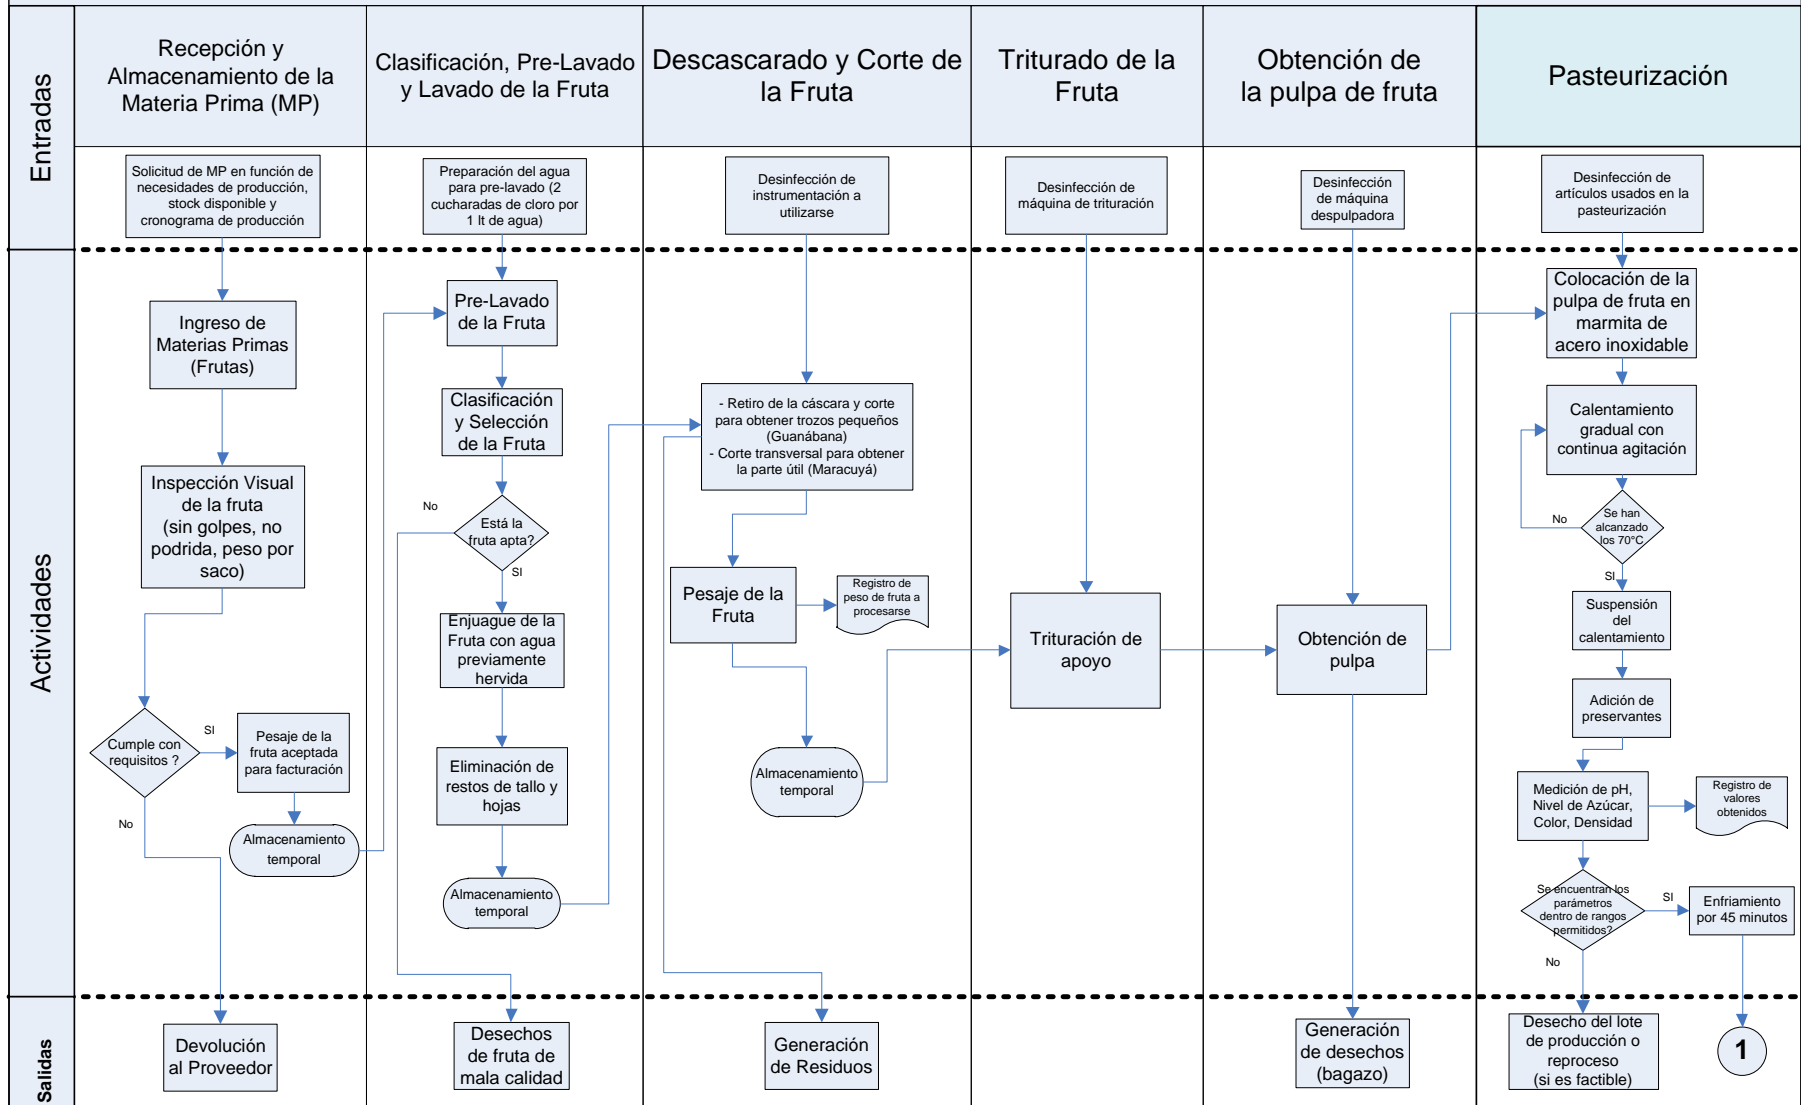 Entradas
Recepción y
Almacenamiento de la
Materia Prima (MP)
Clasificación, Pre-Lavado
y Lavado de la Fruta
Descascarado y Corte de
la Fruta
Triturado de la
Fruta
Obtención de
la pulpa de fruta
Pasteurización
Solicitud de MP en función de
necesidades de producción,
stock disponible y
cronograma de producción
Preparación del agua
para pre-lavado (2
cucharadas de cloro por
1 lt de agua)
Desinfección de
instrumentación a
utilizarse
Desinfección de
máquina de trituración
Desinfección
de máquina
despulpadora
Desinfección de
artículos usados en la
pasteurización
Actividades
Ingreso de
Materias Primas
(Frutas)
Inspección Visual
de la fruta
(sin golpes, no
podrida, peso por
saco)
Cumple con
requisitos ?
SI
No
Pesaje de la
fruta aceptada
para facturación
Almacenamiento
temporal
Pre-Lavado
de la Fruta
Clasificación
y Selección
de la Fruta
Está la
fruta apta?
No
SI
Enjuague de la
Fruta con agua
previamente
hervida
Eliminación de
restos de tallo y
hojas
Almacenamiento
temporal
- Retiro de la cáscara y corte
para obtener trozos pequeños
(Guanábana)
- Corte transversal para obtener
la parte útil (Maracuyá)
Pesaje de la
Fruta
Registro de
peso de fruta a
procesarse
Almacenamiento
temporal
Trituración de
apoyo
Obtención de
pulpa
Colocación de la
pulpa de fruta en
marmita de
acero inoxidable
Calentamiento
gradual con
continua agitación
Se han
alcanzado
los 70°C
No
SI
Suspensión
del
calentamiento
Adición de
preservantes
Medición de pH,
Nivel de Azúcar,
Color, Densidad
Registro de
valores
obtenidos
Se encuentran los
parámetros
dentro de rangos
permitidos?
SI
No
Enfriamiento
por 45 minutos
Salidas
Devolución
al Proveedor
Desechos
de fruta de
mala calidad
Generación
de Residuos
Generación
de desechos
(bagazo)
Desecho del lote
de producción o
reproceso
(si es factible)
1